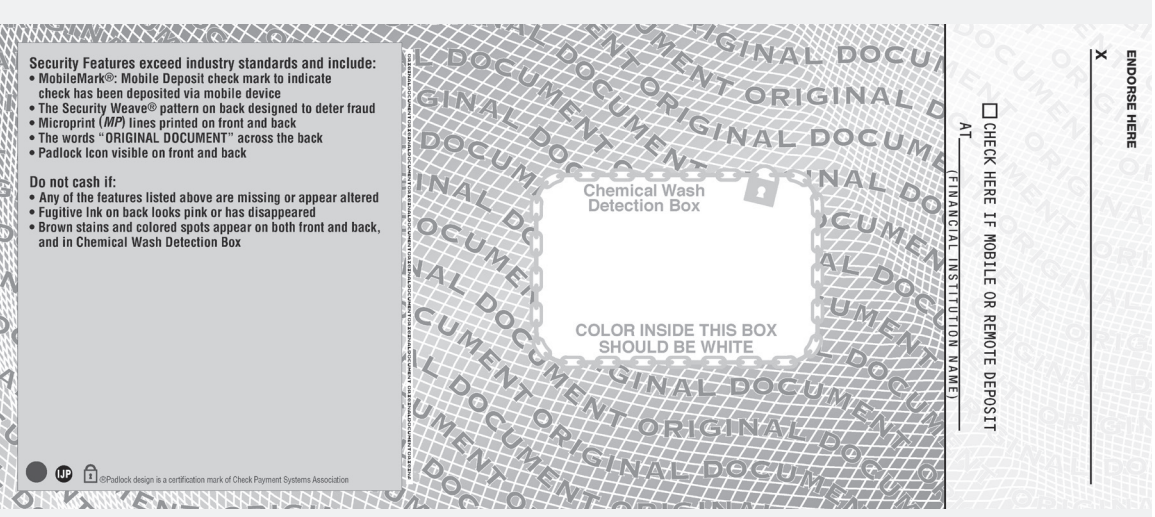 Security Features exceed industry standards and include:
• MobileMark®: Mobile Deposit check mark to indicate
check has been deposited via mobile device
• The Security Weave® pattern on back designed to deter fraud
• Microprint (MP) lines printed on front and back
• The words “ORIGINAL DOCUMENT” across the back
• Padlock Icon visible on front and back
Do not cash if:
• Any of the features listed above are missing or appear altered
• Fugitive Ink on back looks pink or has disappeared
• Brown stains and colored spots appear on both front and back,
and in Chemical Wash Detection Box
IJP
®Padlock design is a certification mark of Check Payment Systems Association
ORIGINAL DOCUMENT
Chemical Wash
Detection Box
COLOR INSIDE THIS BOX
SHOULD BE WHITE
ENDORSE HERE
X
CHECK HERE IF MOBILE OR REMOTE DEPOSIT
AT
(FINANCIAL INSTITUTION NAME)